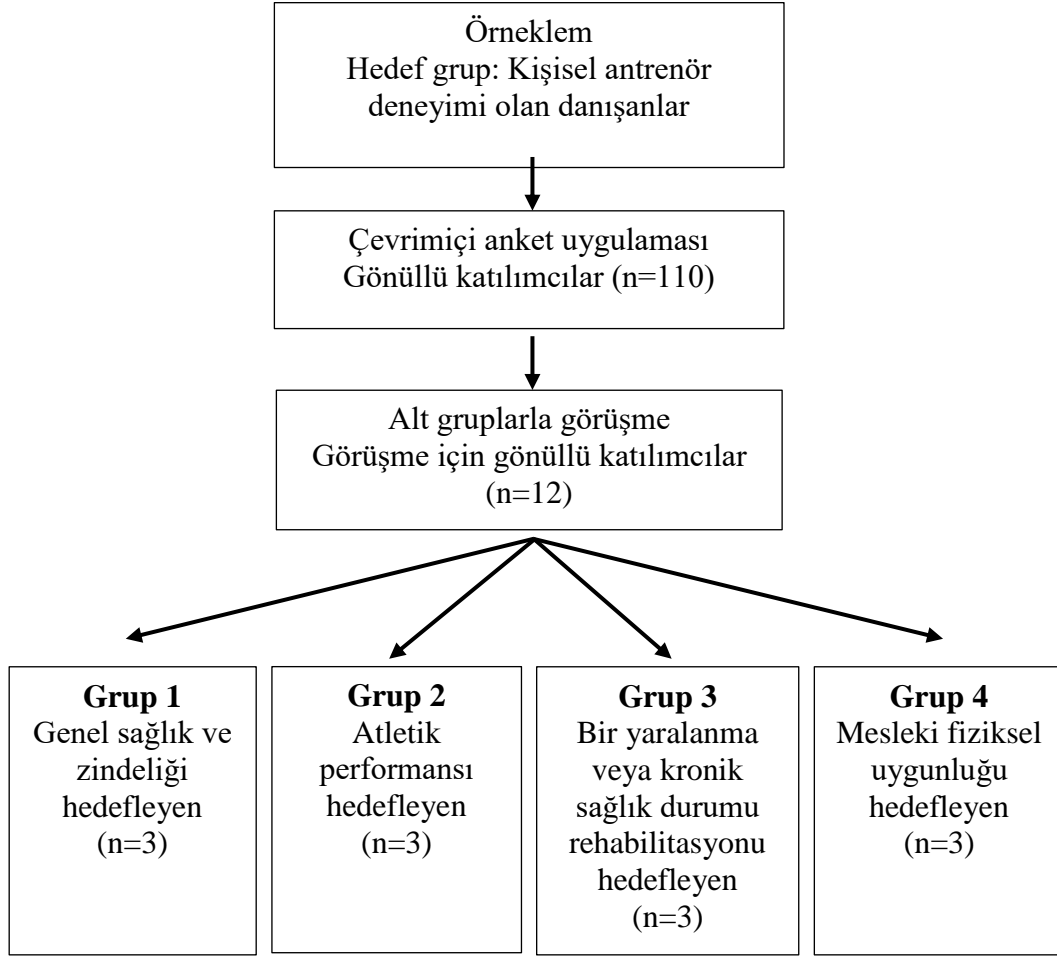 Örneklem
Hedef grup: Kişisel antrenör
deneyimi olan danışanlar
Çevrimiçi anket uygulaması
Gönüllü katılımcılar (n=110)
Alt gruplarla görüşme
Görüşme için gönüllü katılımcılar
(n=12)
Grup 1
Genel sağlık ve
zindeliği
hedefleyen
(n=3)
Grup 2
Atletik
performansı
hedefleyen
(n=3)
Grup 3
Bir yaralanma
veya kronik
sağlık durumu
rehabilitasyonu
hedefleyen
(n=3)
Grup 4
Mesleki fiziksel
uygunluğu
hedefleyen
(n=3)